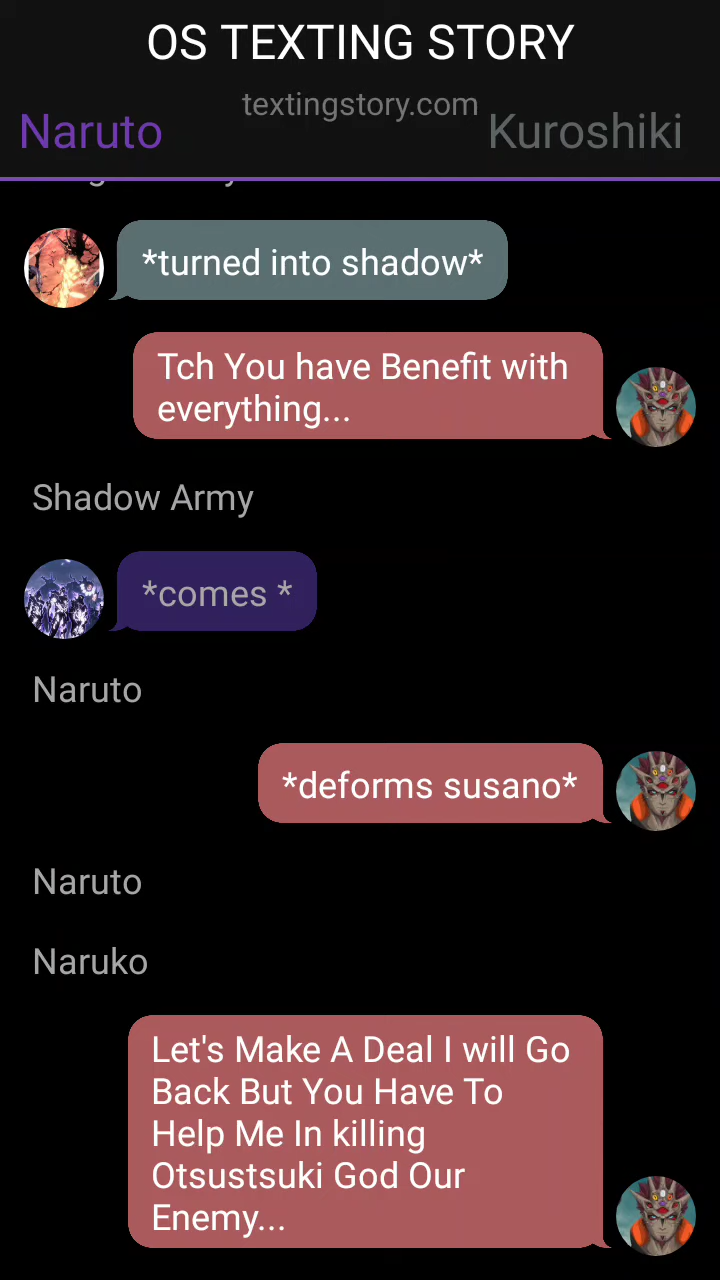 OS TEXTING STORY
textingstory.com
Naruto
Kuroshiki
*turned into shadow*
Tch You have Benefit with
everything...
Shadow Army
*comes *
Naruto
*deforms susano*
Naruto
Naruko
Let's Make A Deal I will Go
Back But You Have To
Help Me In killing
Otsustsuki God Our
Enemy...